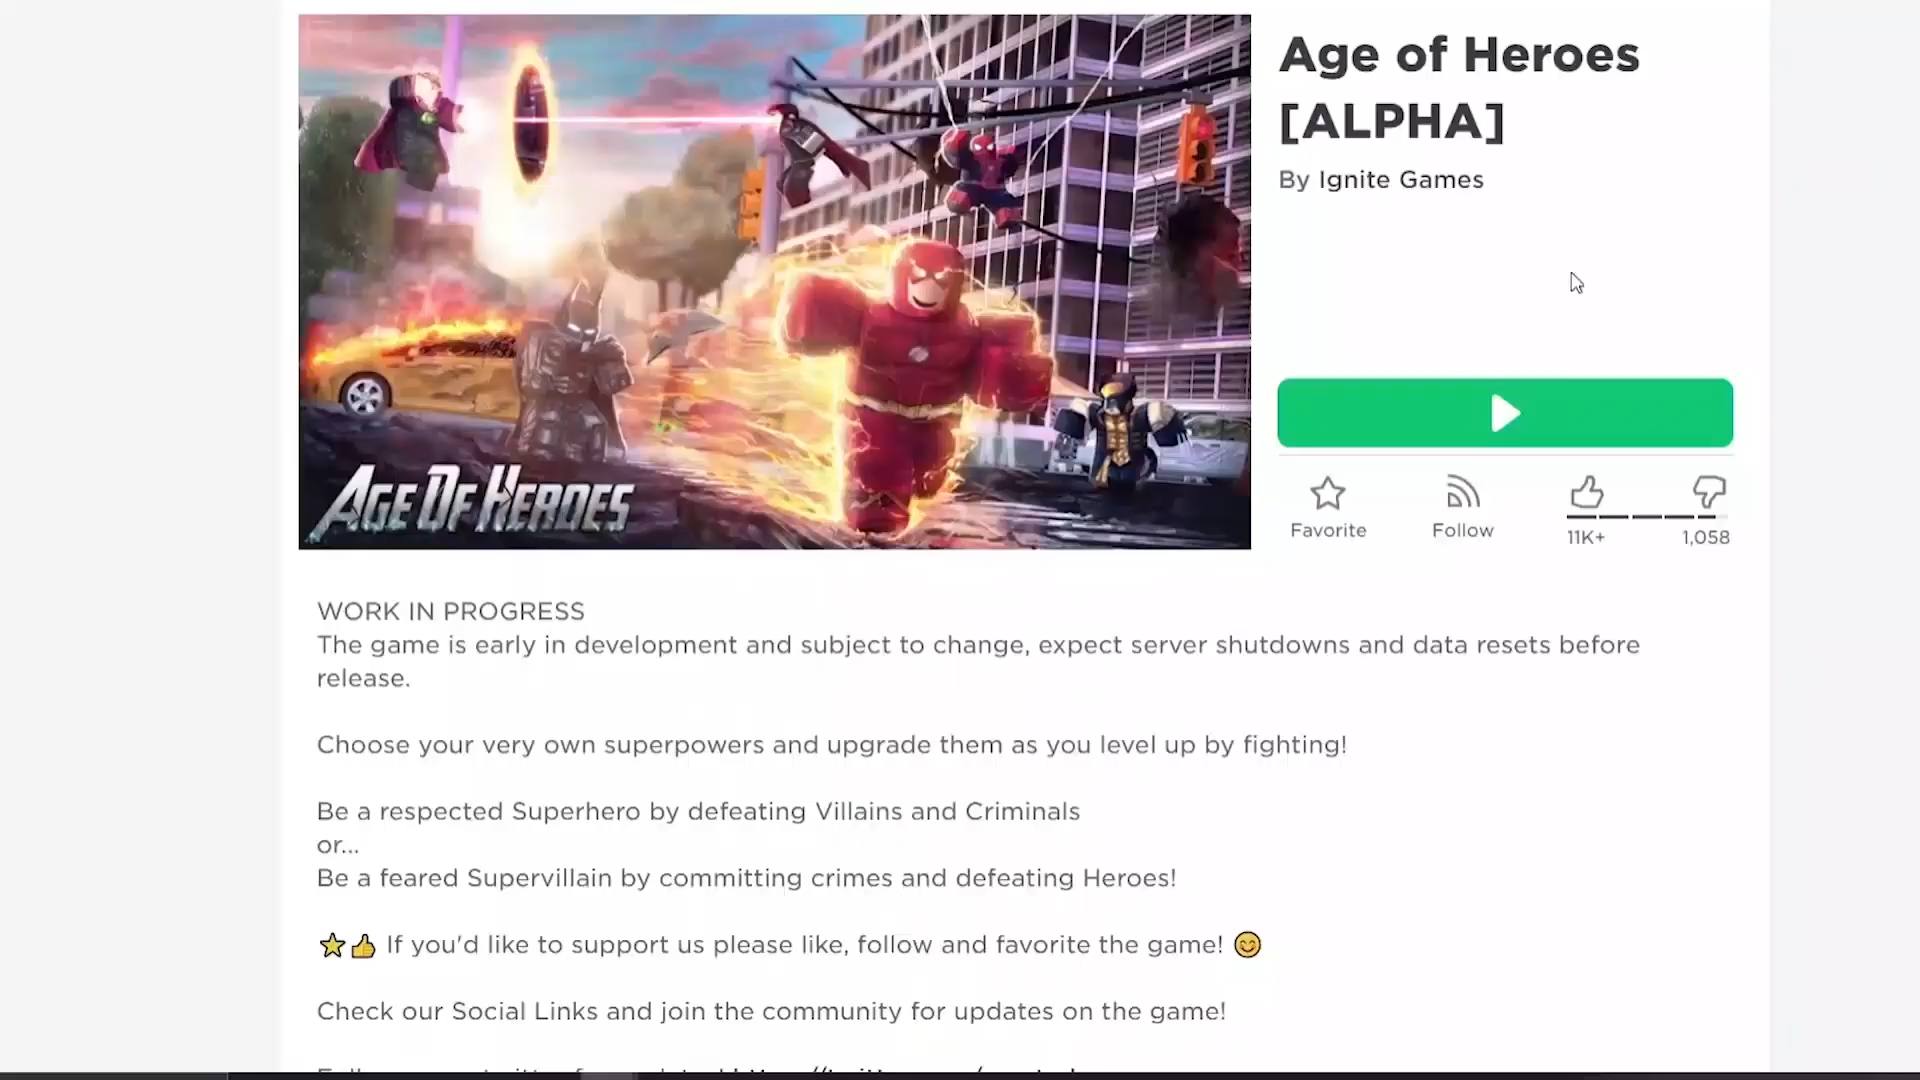 Age of Heroes
[ALPHA]
By Ignite Games
AGE OF HEROES
Favorite
Follow
11K+
1,058
WORK IN PROGRESS
The game is early in development and subject to change, expect server shutdowns and data resets before
release.
Choose your very own superpowers and upgrade them as you level up by fighting!
Be a respected Superhero by defeating Villains and Criminals
or...
Be a feared Supervillain by committing crimes and defeating Heroes!
⭐👍 If you'd like to support us please like, follow and favorite the game! 😊
Check our Social Links and join the community for updates on the game!